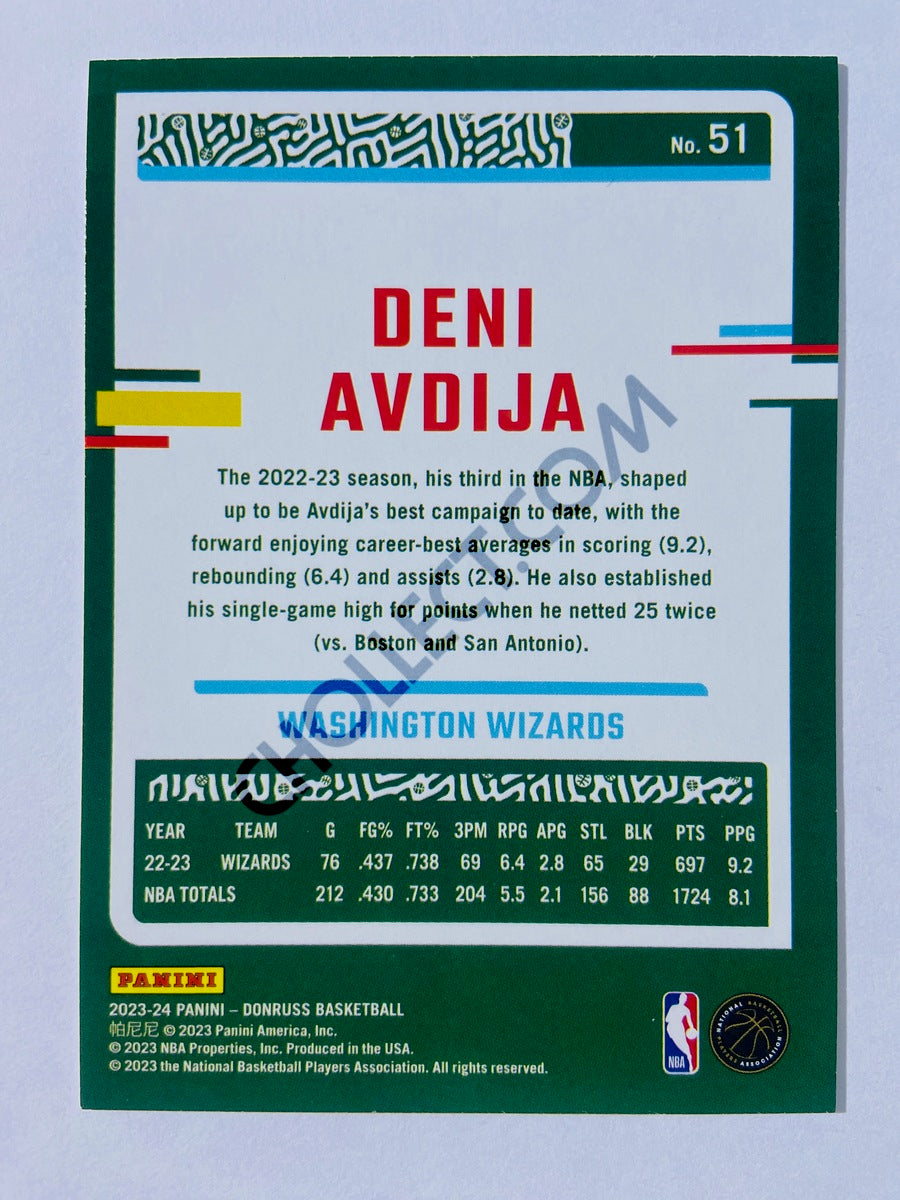 No. 51
DENI
AVDIJA
The 2022-23 season, his third in the NBA, shaped
up to be Avdija's best campaign to date, with the
forward enjoying career-best averages in scoring (9.2),
rebounding (6.4) and assists (2.8). He also established
his single-game high for points when he netted 25 twice
(vs. Boston and San Antonio).
CHOLLECT.COM
WASHINGTON WIZARDS
YEAR TEAM G FG% FT% 3PM RPG APG STL BLK PTS PPG
22-23 WIZARDS 76 .437 .738 69 6.4 2.8 65 29 697 9.2
NBA TOTALS 212 .430 .733 204 5.5 2.1 156 88 1724 8.1
PANINI
2023-24 PANINI – DONRUSS BASKETBALL
帕尼尼 © 2023 Panini America, Inc.
© 2023 NBA Properties, Inc. Produced in the USA.
© 2023 the National Basketball Players Association. All rights reserved.
NBA
NATIONAL BASKETBALL
PLAYERS ASSOCIATION